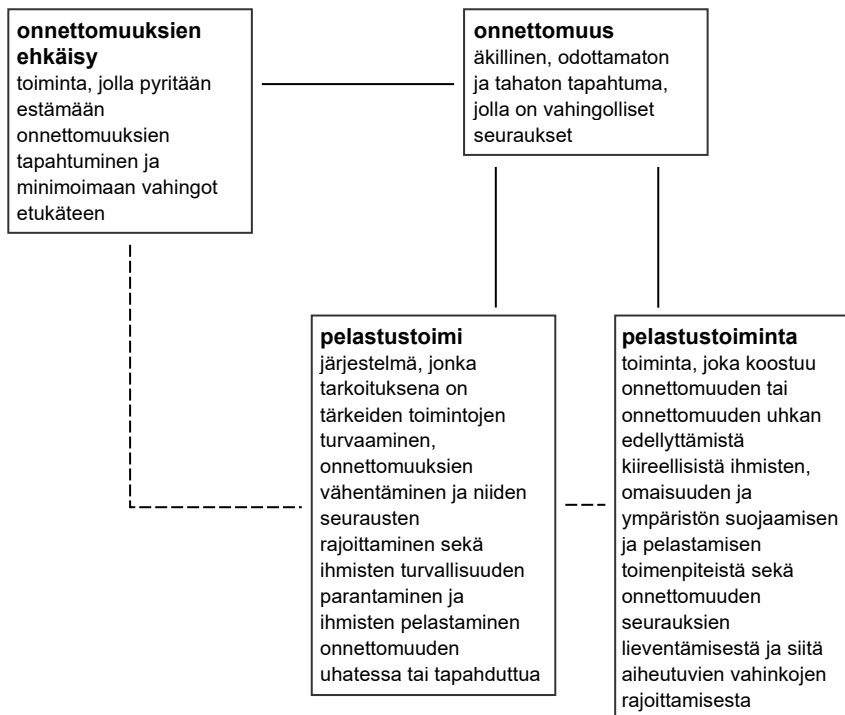 onnettomuuksien
ehkäisy
toiminta, jolla pyritään
estämään
onnettomuuksien
tapahtuminen ja
minimoimaan vahingot
etukäteen
onnettomuus
äkillinen, odottamaton
ja tahaton tapahtuma,
jolla on vahingolliset
seuraukset
pelastustoimi
järjestelmä, jonka
tarkoituksena on
tärkeiden toimintojen
turvaaminen,
onnettomuuksien
vähentäminen ja niiden
seurausten
rajoittaminen sekä
ihmisten turvallisuuden
parantaminen ja
ihmisten pelastaminen
onnettomuuden
uhatessa tai tapahduttua
pelastustoiminta
toiminta, joka koostuu
onnettomuuden tai
onnettomuuden uhkan
edellyttämistä
kiireellisistä ihmisten,
omaisuuden ja
ympäristön suojaamisen
ja pelastamisen
toimenpiteistä sekä
onnettomuuden
seurauksien
lieventämisestä ja siitä
aiheutuvien vahinkojen
rajoittamisesta